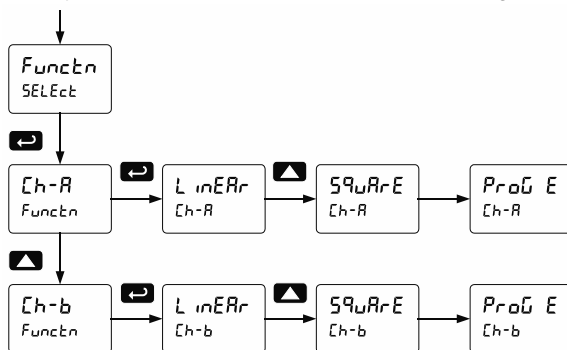 Functn
SELEct
Ch-A
Functn
LinEAr
Ch-A
SquArE
Ch-A
ProG E
Ch-A
Ch-b
Functn
LinEAr
Ch-b
SquArE
Ch-b
ProG E
Ch-b